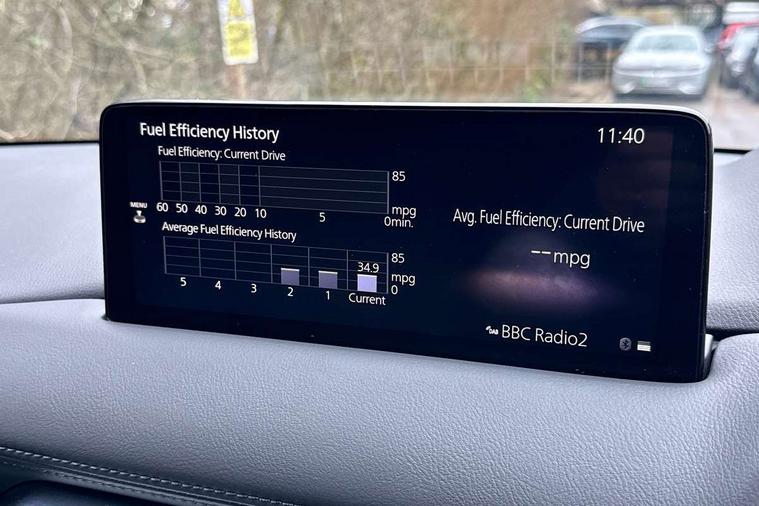 Fuel Efficiency History
11:40
Fuel Efficiency: Current Drive
85
mpg
60 50 40 30 20 10 5 0min.
MENU
Average Fuel Efficiency History
85
34.9
mpg
0
5 4 3 2 1 Current
Avg. Fuel Efficiency: Current Drive
--mpg
DAB BBC Radio2